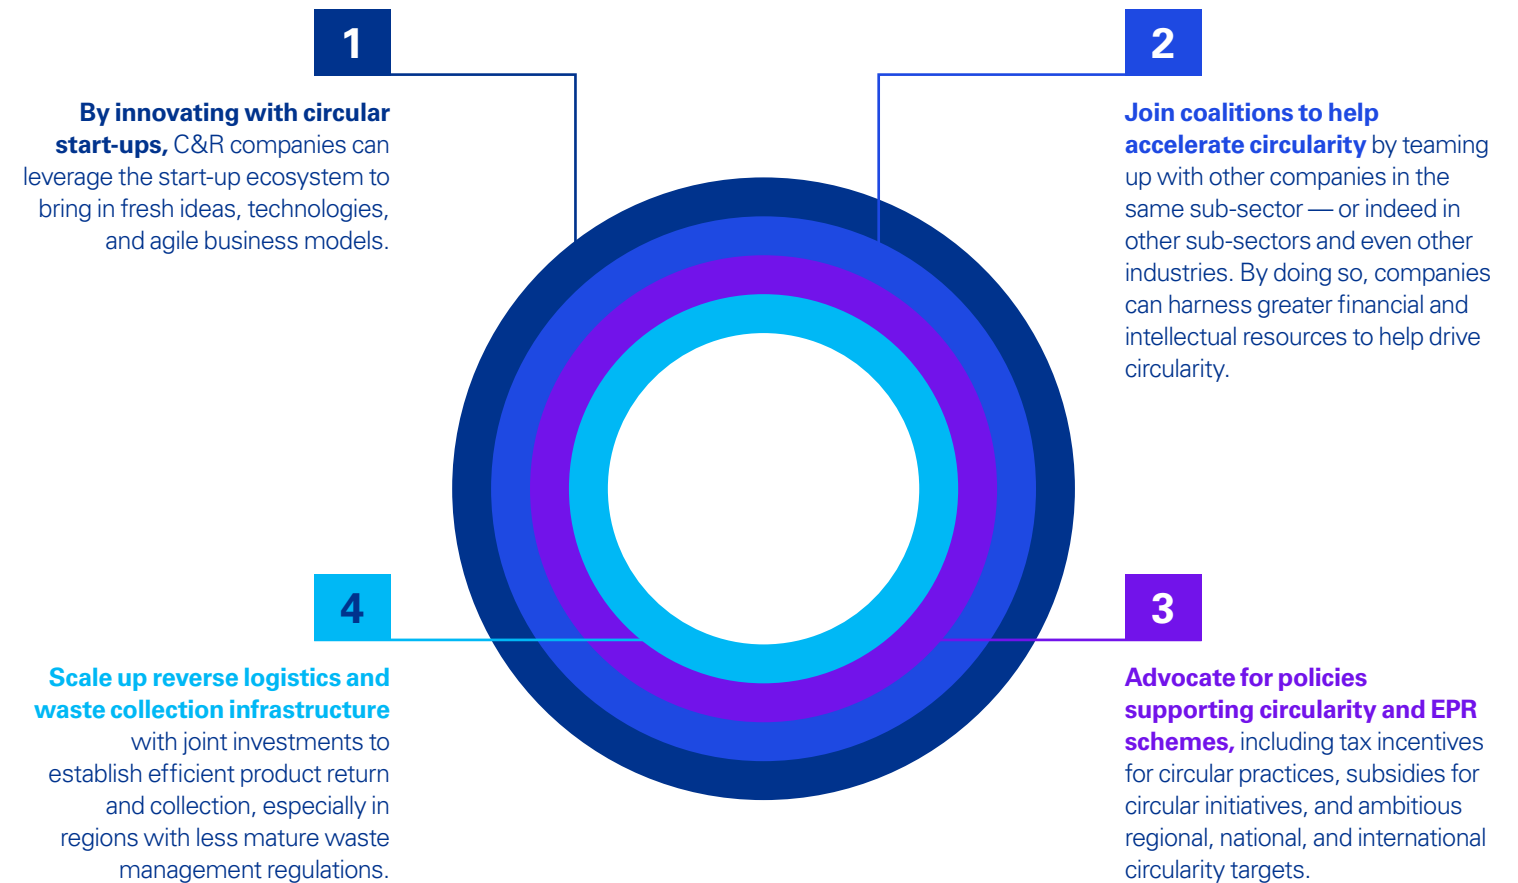 1
By innovating with circular
start-ups, C&R companies can
leverage the start-up ecosystem to
bring in fresh ideas, technologies,
and agile business models.
2
Join coalitions to help
accelerate circularity by teaming
up with other companies in the
same sub-sector — or indeed in
other sub-sectors and even other
industries. By doing so, companies
can harness greater financial and
intellectual resources to help drive
circularity.
3
Advocate for policies
supporting circularity and EPR
schemes, including tax incentives
for circular practices, subsidies for
circular initiatives, and ambitious
regional, national, and international
circularity targets.
4
Scale up reverse logistics and
waste collection infrastructure
with joint investments to
establish efficient product return
and collection, especially in
regions with less mature waste
management regulations.